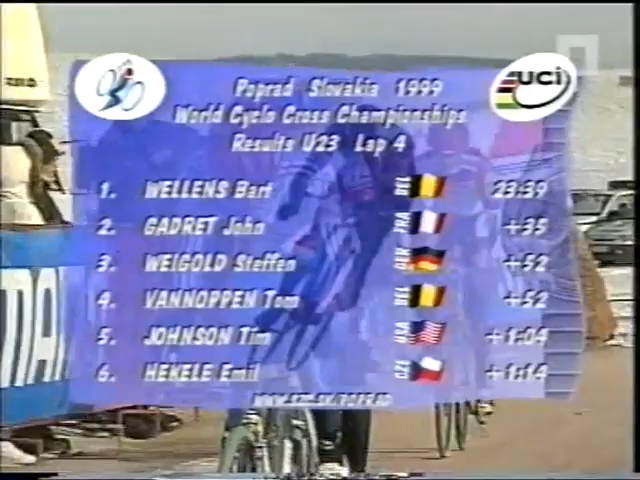 UCI
Poprad Slovakia 1999
World Cyclo Cross Championships
Results U23 Lap 4
1. WELLENS Bart BEL 23:39
2. GADRET John FRA +35
3. WEIGOLD Steffen GER +52
4. VANNOPPEN Tom BEL +52
5. JOHNSON Tim USA +1:04
6. HEKELE Emil CZE +1:14